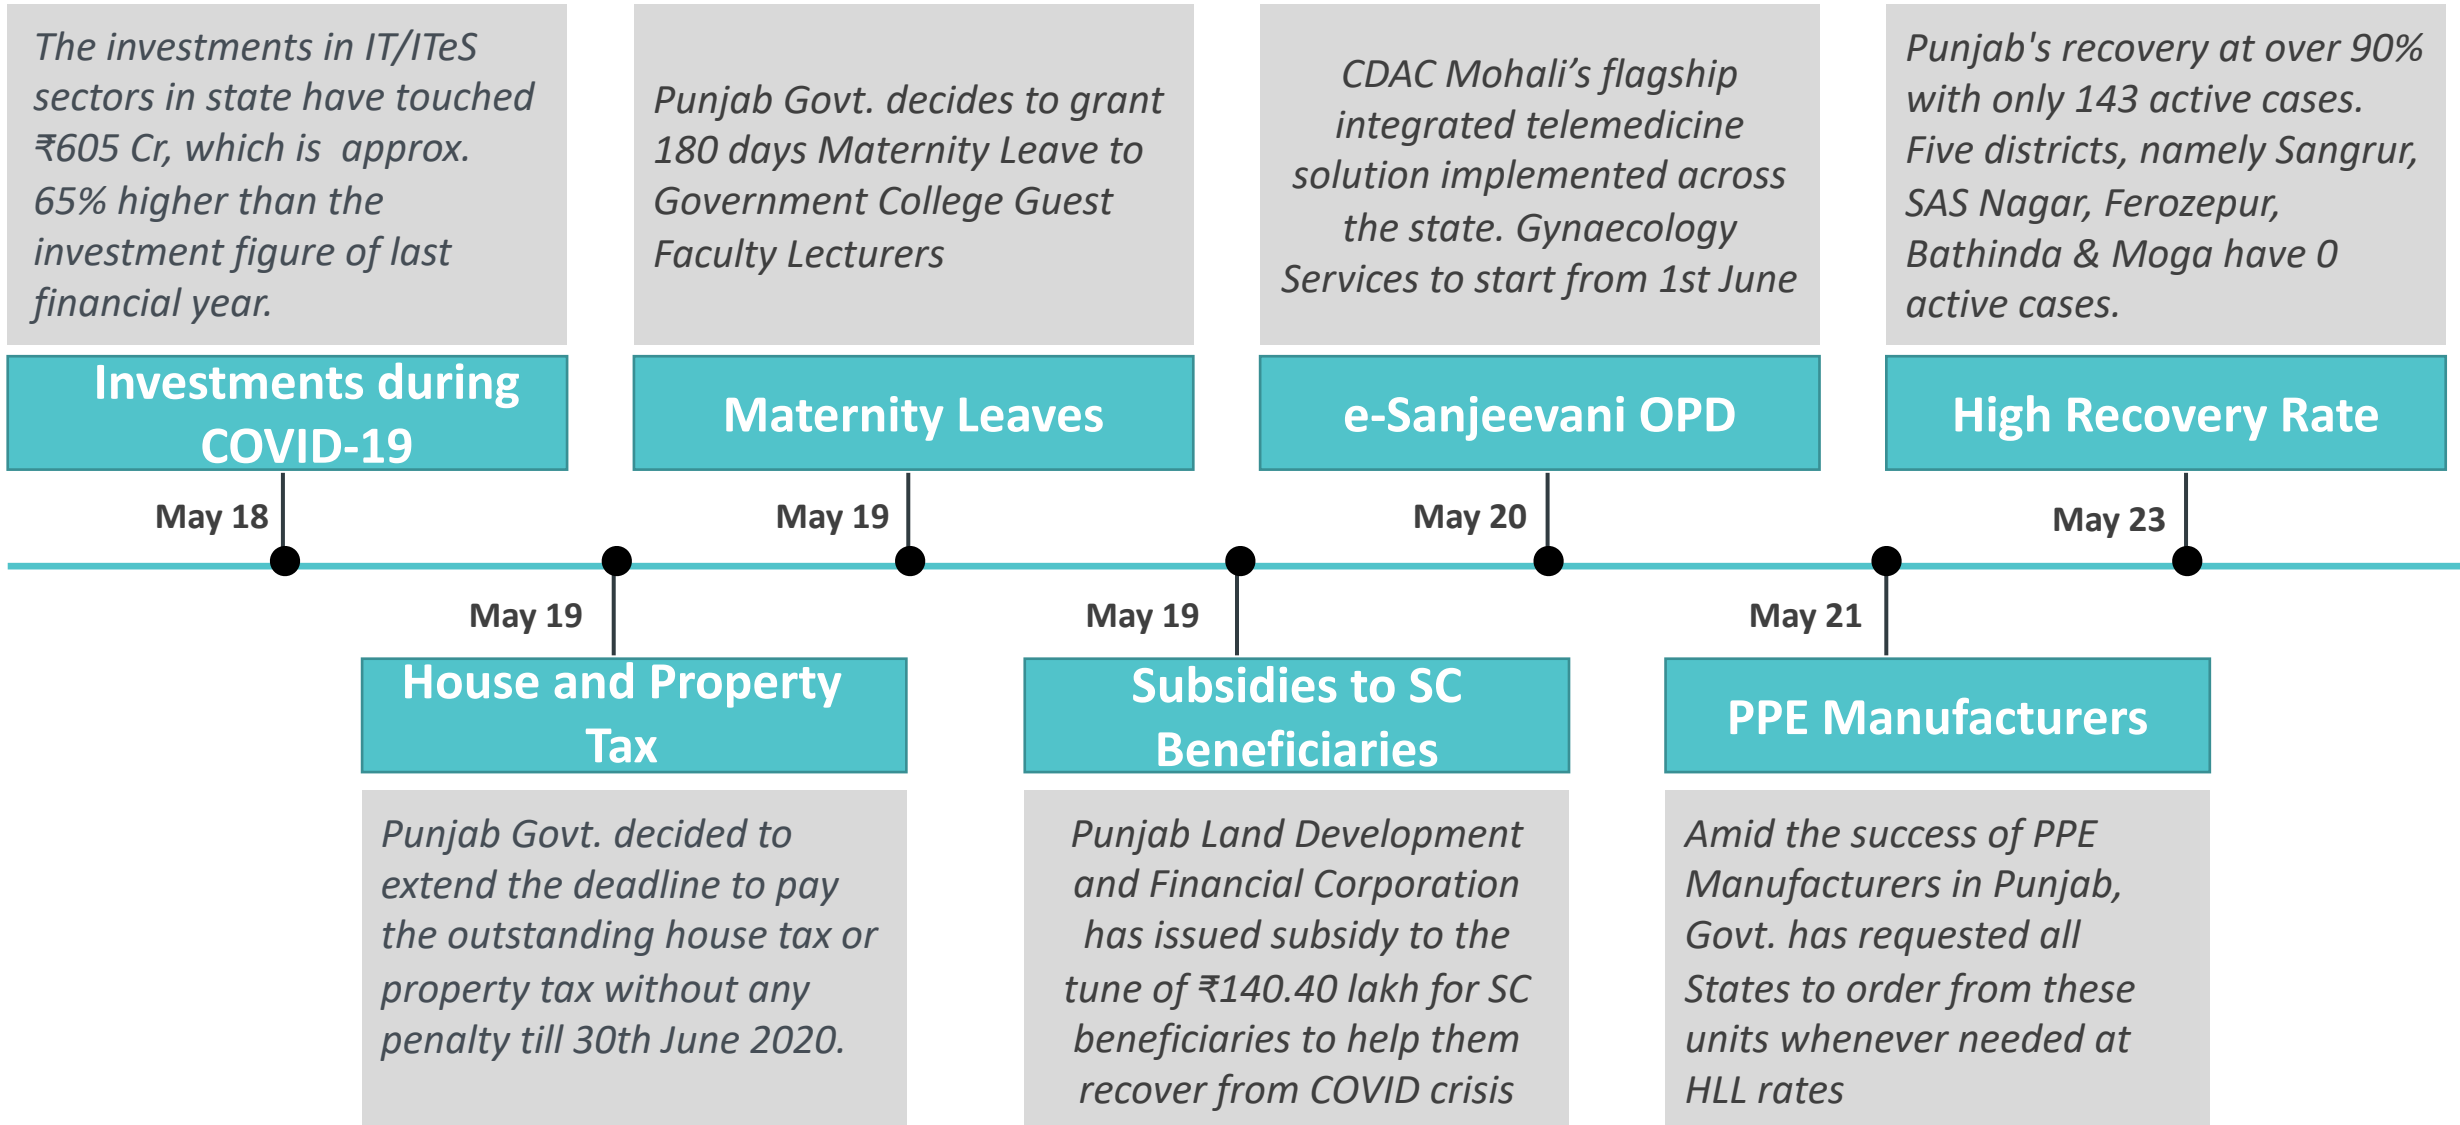 The investments in IT/ITeS
sectors in state have touched
₹605 Cr, which is  approx.
65% higher than the
investment figure of last
financial year.
Investments during
COVID-19
May 18
Punjab Govt. decides to grant
180 days Maternity Leave to
Government College Guest
Faculty Lecturers
Maternity Leaves
May 19
CDAC Mohali’s flagship
integrated telemedicine
solution implemented across
the state. Gynaecology
Services to start from 1st June
e-Sanjeevani OPD
May 20
Punjab's recovery at over 90%
with only 143 active cases.
Five districts, namely Sangrur,
SAS Nagar, Ferozepur,
Bathinda & Moga have 0
active cases.
High Recovery Rate
May 23
May 19
House and Property
Tax
Punjab Govt. decided to
extend the deadline to pay
the outstanding house tax or
property tax without any
penalty till 30th June 2020.
May 19
Subsidies to SC
Beneficiaries
Punjab Land Development
and Financial Corporation
has issued subsidy to the
tune of ₹140.40 lakh for SC
beneficiaries to help them
recover from COVID crisis
May 21
PPE Manufacturers
Amid the success of PPE
Manufacturers in Punjab,
Govt. has requested all
States to order from these
units whenever needed at
HLL rates